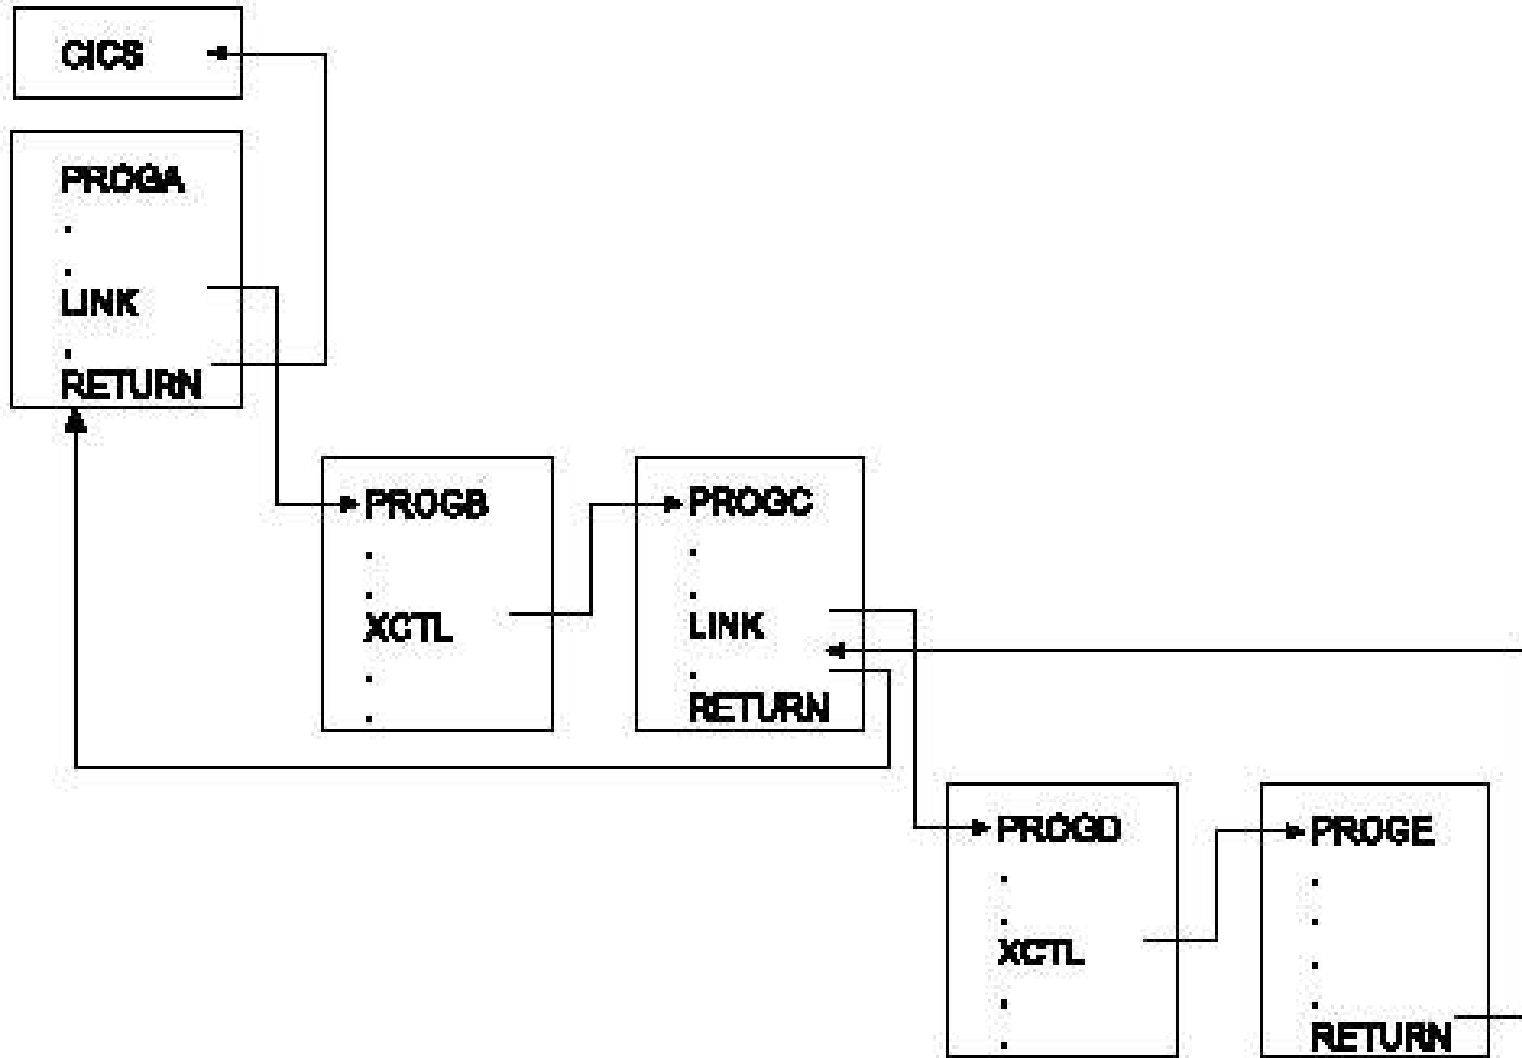 CICS
PROGA
.
.
LINK
.
RETURN
PROGB
.
.
XCTL
.
.
PROGC
.
.
LINK
.
RETURN
PROGD
.
.
XCTL
.
.
PROGE
.
.
.
.
RETURN